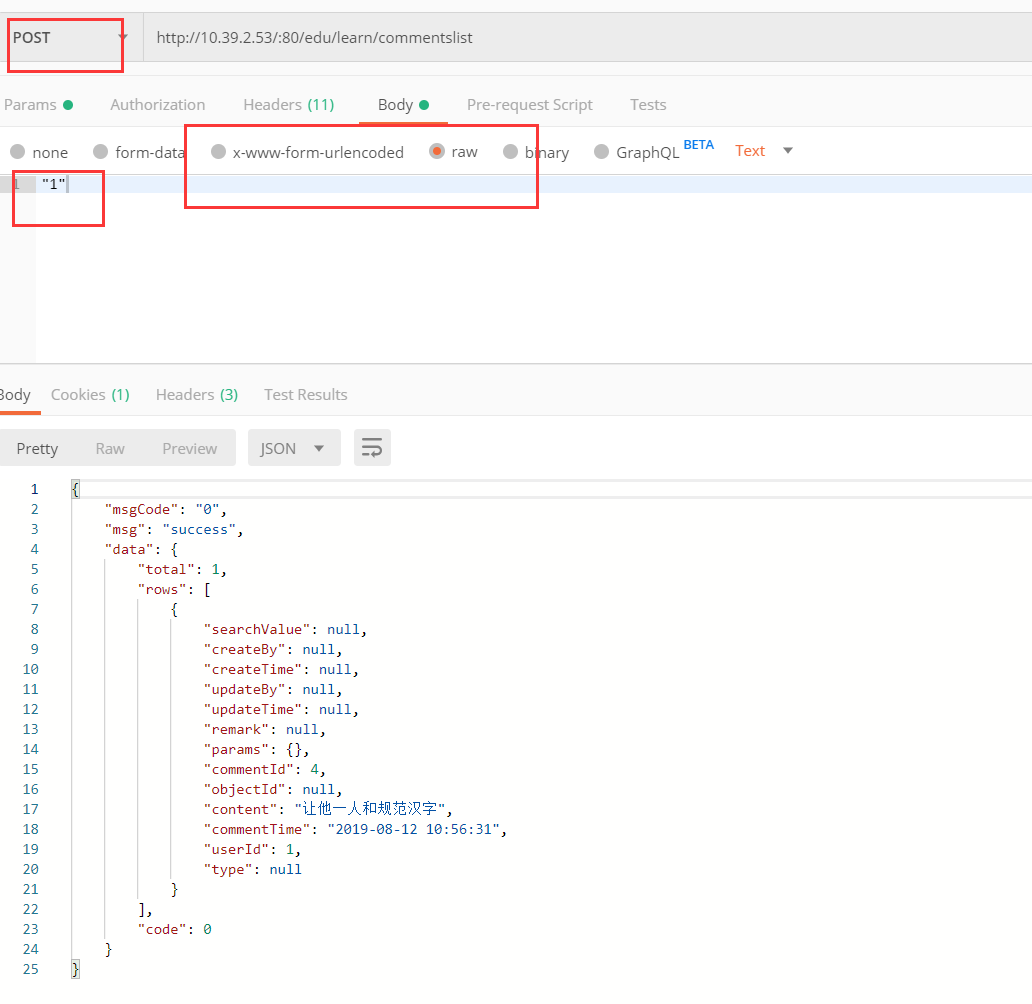 POST http://10.39.2.53/:80/edu/learn/commentslist
Params Authorization Headers (11) Body Pre-request Script Tests
none form-data x-www-form-urlencoded raw binary GraphQL BETA Text
1 "1"
Body Cookies (1) Headers (3) Test Results
Pretty Raw Preview JSON
1 {
2 "msgCode": "0",
3 "msg": "success",
4 "data": {
5 "total": 1,
6 "rows": [
7 {
8 "searchValue": null,
9 "createBy": null,
10 "createTime": null,
11 "updateBy": null,
12 "updateTime": null,
13 "remark": null,
14 "params": {},
15 "commentId": 4,
16 "objectId": null,
17 "content": "让他一人和规范汉字",
18 "commentTime": "2019-08-12 10:56:31",
19 "userId": 1,
20 "type": null
21 }
22 ],
23 "code": 0
24 }
25 }